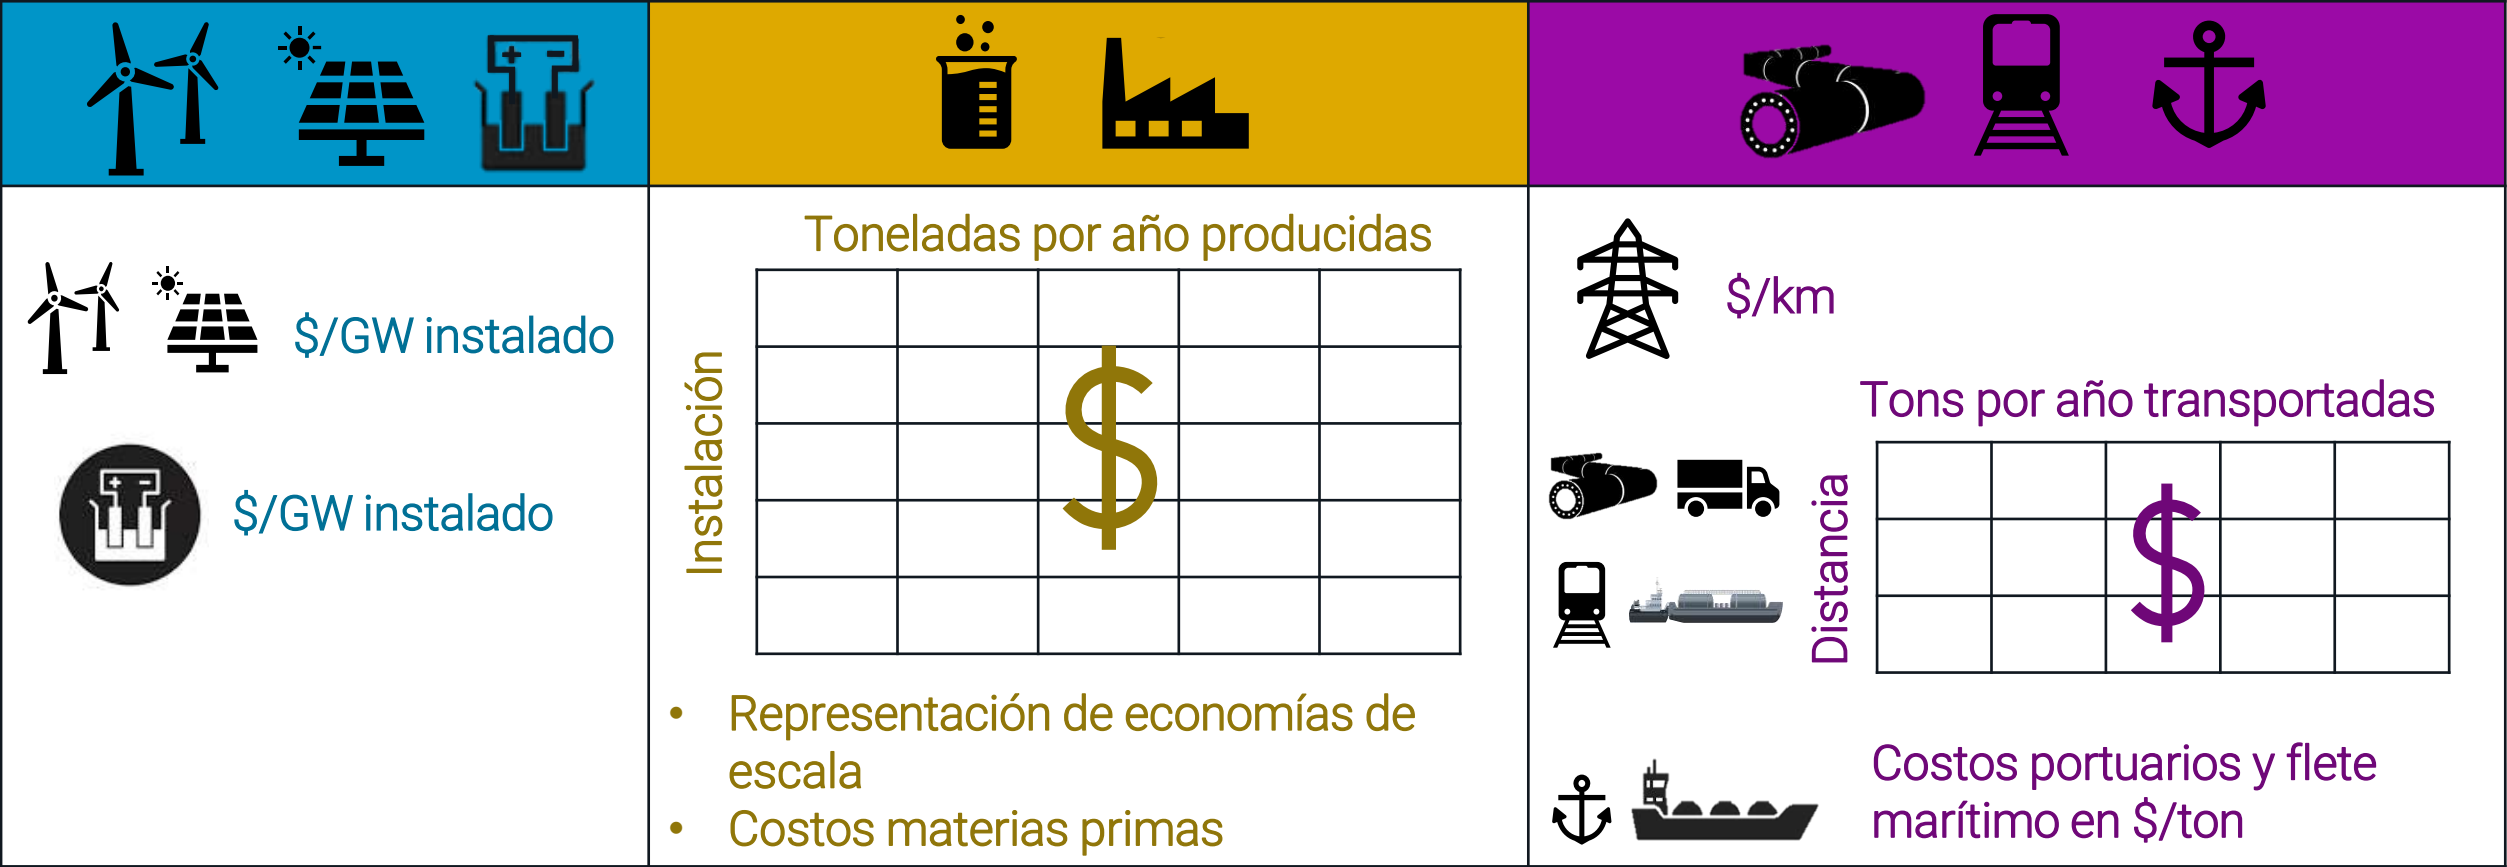 $/GW instalado
$/GW instalado
Toneladas por año producidas
Instalación
$
• Representación de economías de
escala
• Costos materias primas
$/km
Tons por año transportadas
Distancia
$
Costos portuarios y flete
marítimo en $/ton